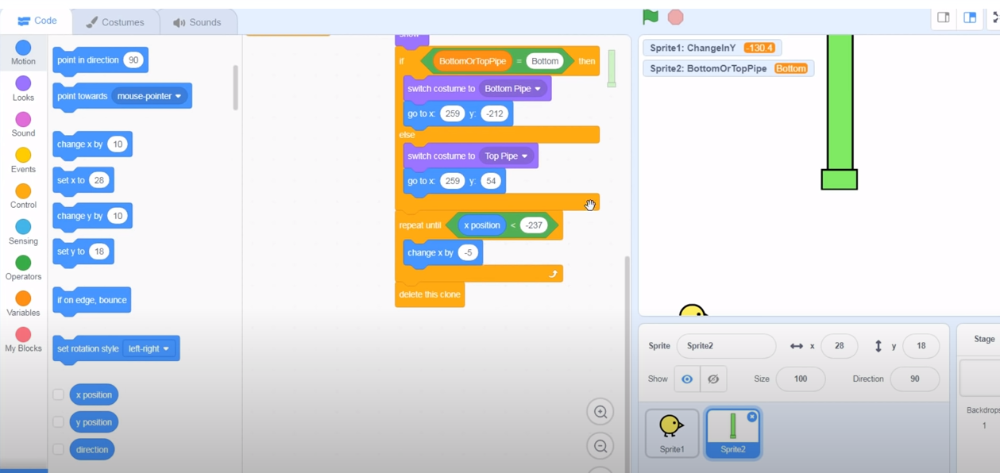 Code
Costumes
Sounds
Motion
Looks
Sound
Events
Control
Sensing
Operators
Variables
My Blocks
point in direction 90
point towards mouse-pointer
change x by 10
set x to 28
change y by 10
set y to 18
if on edge, bounce
set rotation style left-right
x position
y position
direction
show
if BottomOrTopPipe = Bottom then
switch costume to Bottom Pipe
go to x: 259 y: -212
else
switch costume to Top Pipe
go to x: 259 y: 54
repeat until x position < -237
change x by -5
delete this clone
Sprite1: ChangeInY -130.4
Sprite2: BottomOrTopPipe Bottom
Sprite Sprite2 x 28 y 18
Show Size 100 Direction 90
Sprite1
Sprite2
Stage
Backdrops
1